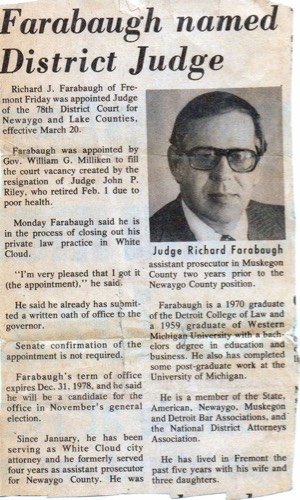 Farabaugh named
District Judge
Richard J. Farabaugh of Fre-
mont Friday was appointed Judge
of the 78th District Court for
Newaygo and Lake Counties,
effective March 20.
Farabaugh was appointed by
Gov. William G. Milliken to fill
the court vacancy created by the
resignation of Judge John P.
Riley, who retired Feb. 1 due to
poor health.
Monday Farabaugh said he is
in the process of closing out his
private law practice in White
Cloud.
"I'm very pleased that I got it
(the appointment)," he said.
He said he already has submit-
ted a written oath of office to the
governor.
Senate confirmation of the
appointment is not required.
Farabaugh's term of office
expires Dec. 31, 1978, and he said
he will be a candidate for the
office in November's general
election.
Since January, he has been
serving as White Cloud city
attorney and he formerly served
four years as assistant prosecutor
for Newaygo County. He was
Judge Richard Farabaugh
assistant prosecutor in Muskegon
County two years prior to the
Newaygo County position.
Farabaugh is a 1970 graduate
of the Detroit College of Law and
a 1959 graduate of Western
Michigan University with a bach-
elors degree in education and
business. He also has completed
some post-graduate work at the
University of Michigan.
He is a member of the State,
American, Newaygo, Muskegon
and Detroit Bar Associations, and
the National District Attorneys
Association.
He has lived in Fremont the
past five years with his wife and
three daughters.